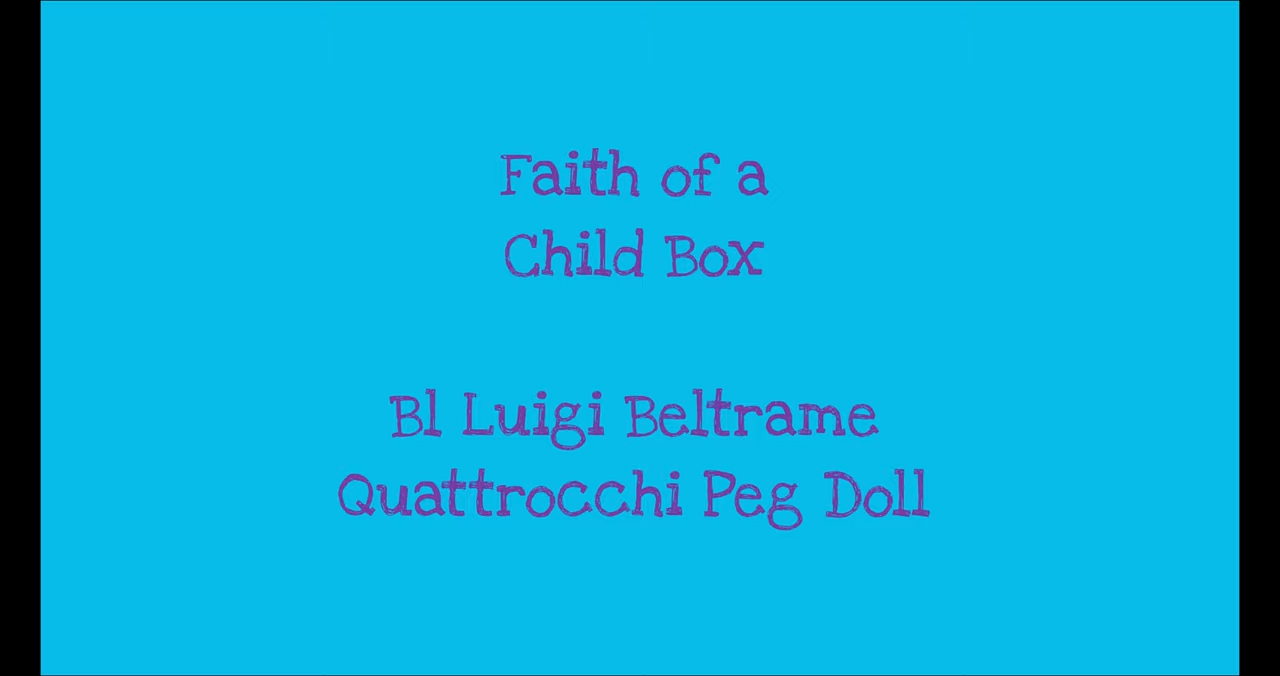 Faith of a
Child Box
Bl Luigi Beltrame
Quattrocchi Peg Doll